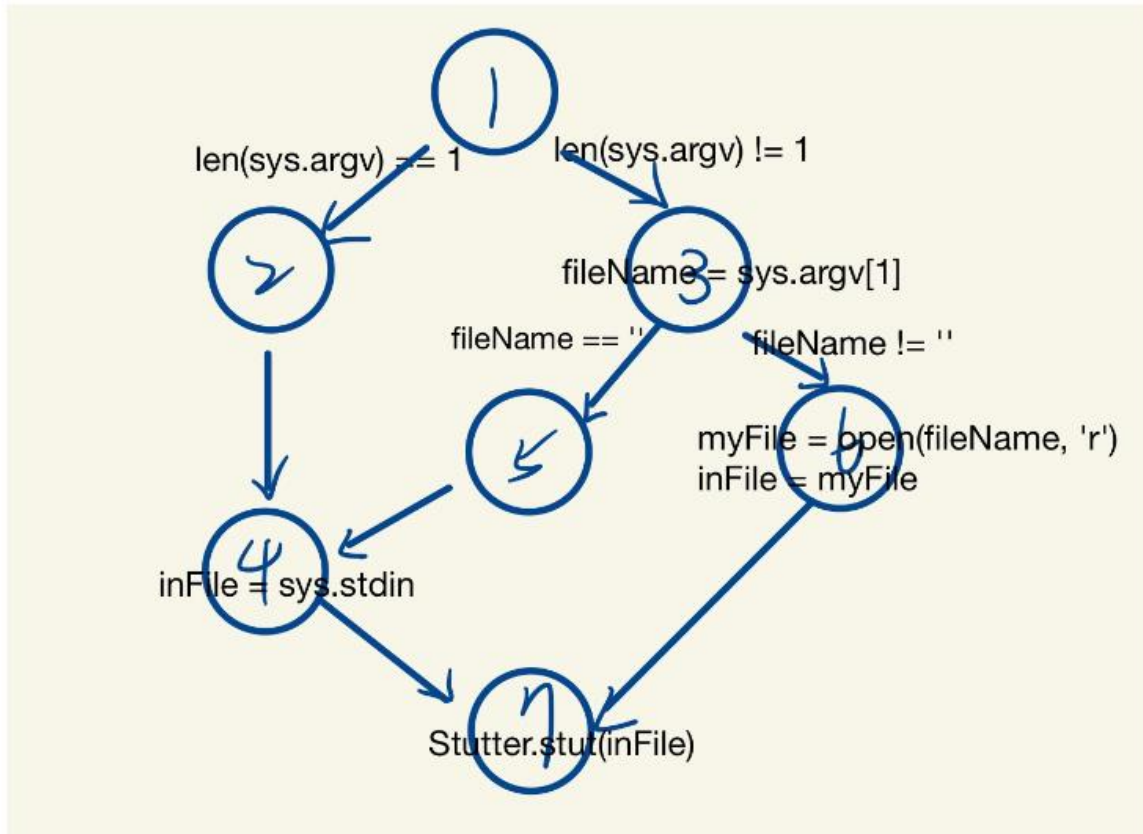 1
len(sys.argv) == 1
len(sys.argv) != 1
2
3
fileName = sys.argv[1]
fileName == ''
fileName != ''
5
6
myFile = open(fileName, 'r')
inFile = myFile
4
inFile = sys.stdin
7
Stutter.stut(inFile)